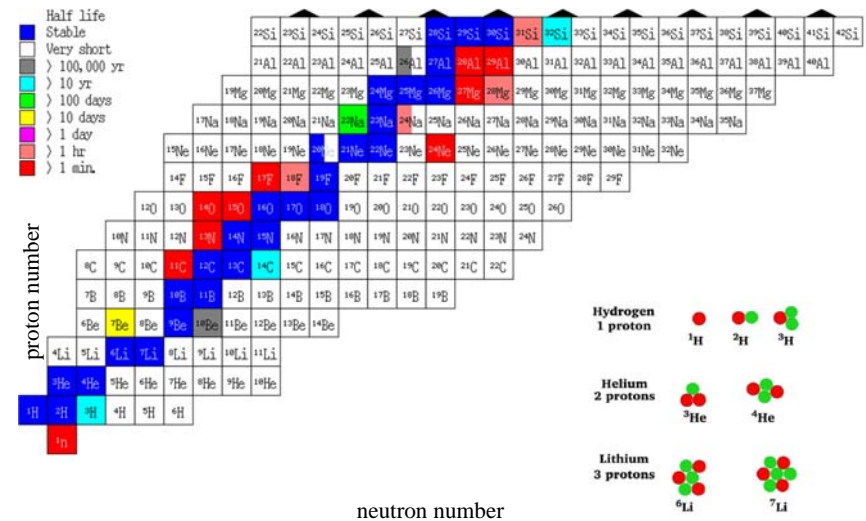 Half life
Stable
Very short
> 100,000 yr
> 10 yr
> 100 days
> 10 days
> 1 day
> 1 hr
> 1 min.
²²Si ²³Si ²⁴Si ²⁵Si ²⁶Si ²⁷Si ²⁸Si ²⁹Si ³⁰Si ³¹Si ³²Si ³³Si ³⁴Si ³⁵Si ³⁶Si ³⁷Si ³⁸Si ³⁹Si ⁴⁰Si ⁴¹Si ⁴²Si
²¹Al ²²Al ²³Al ²⁴Al ²⁵Al ²⁶Al ²⁷Al ²⁸Al ²⁹Al ³⁰Al ³¹Al ³²Al ³³Al ³⁴Al ³⁵Al ³⁶Al ³⁷Al ³⁸Al ³⁹Al ⁴⁰Al
¹⁹Mg ²⁰Mg ²¹Mg ²²Mg ²³Mg ²⁴Mg ²⁵Mg ²⁶Mg ²⁷Mg ²⁸Mg ²⁹Mg ³⁰Mg ³¹Mg ³²Mg ³³Mg ³⁴Mg ³⁵Mg ³⁶Mg ³⁷Mg
¹⁷Na ¹⁸Na ¹⁹Na ²⁰Na ²¹Na ²²Na ²³Na ²⁴Na ²⁵Na ²⁶Na ²⁷Na ²⁸Na ²⁹Na ³⁰Na ³¹Na ³²Na ³³Na ³⁴Na ³⁵Na
¹⁵Ne ¹⁶Ne ¹⁷Ne ¹⁸Ne ¹⁹Ne ²⁰Ne ²¹Ne ²²Ne ²³Ne ²⁴Ne ²⁵Ne ²⁶Ne ²⁷Ne ²⁸Ne ²⁹Ne ³⁰Ne ³¹Ne ³²Ne
¹⁴F ¹⁵F ¹⁶F ¹⁷F ¹⁸F ¹⁹F ²⁰F ²¹F ²²F ²³F ²⁴F ²⁵F ²⁶F ²⁷F ²⁸F ²⁹F
¹²O ¹³O ¹⁴O ¹⁵O ¹⁶O ¹⁷O ¹⁸O ¹⁹O ²⁰O ²¹O ²²O ²³O ²⁴O ²⁵O ²⁶O
¹⁰N ¹¹N ¹²N ¹³N ¹⁴N ¹⁵N ¹⁶N ¹⁷N ¹⁸N ¹⁹N ²⁰N ²¹N ²²N ²³N ²⁴N
⁸C ⁹C ¹⁰C ¹¹C ¹²C ¹³C ¹⁴C ¹⁵C ¹⁶C ¹⁷C ¹⁸C ¹⁹C ²⁰C ²¹C ²²C
⁷B ⁸B ⁹B ¹⁰B ¹¹B ¹²B ¹³B ¹⁴B ¹⁵B ¹⁶B ¹⁷B ¹⁸B ¹⁹B
⁶Be ⁷Be ⁸Be ⁹Be ¹⁰Be ¹¹Be ¹²Be ¹³Be ¹⁴Be
⁴Li ⁵Li ⁶Li ⁷Li ⁸Li ⁹Li ¹⁰Li ¹¹Li
³He ⁴He ⁵He ⁶He ⁷He ⁸He ⁹He ¹⁰He
¹H ²H ³H ⁴H ⁵H ⁶H
¹n
proton number
neutron number
Hydrogen
1 proton
¹H ²H ³H
Helium
2 protons
³He ⁴He
Lithium
3 protons
⁶Li ⁷Li